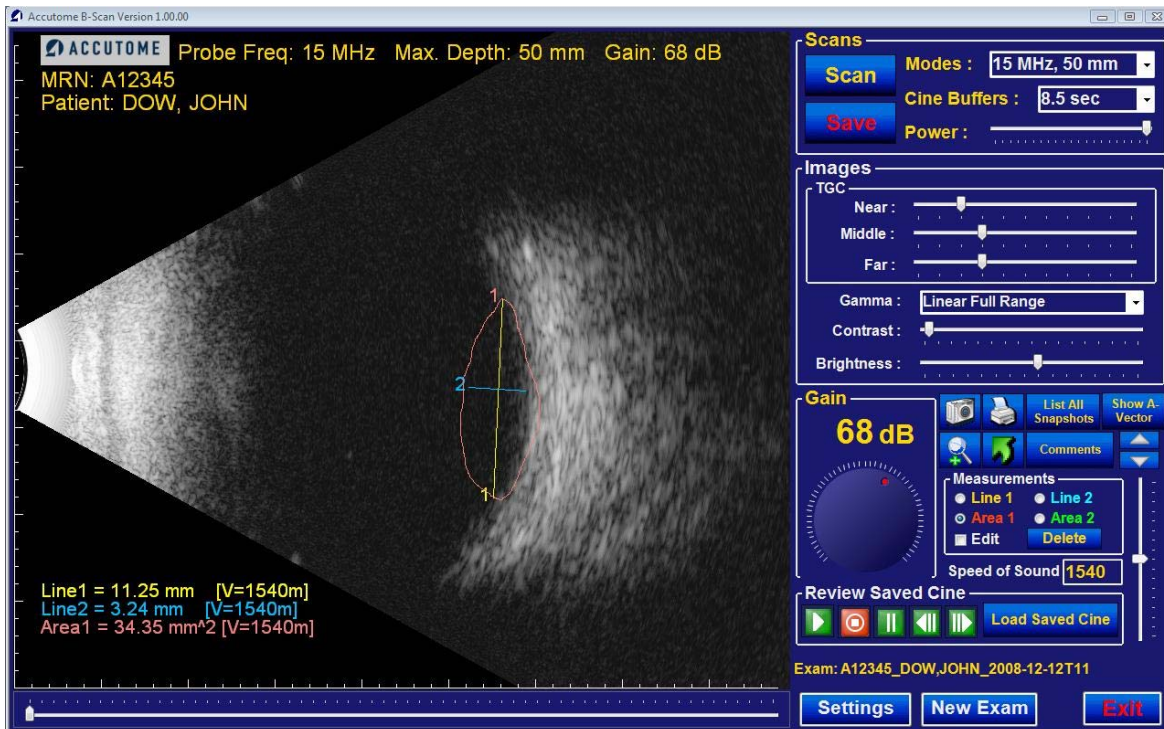 Accutome B-Scan Version 1.00.00
ACCUTOME Probe Freq: 15 MHz Max. Depth: 50 mm Gain: 68 dB
MRN: A12345
Patient: DOW, JOHN
1
2
1
Line1 = 11.25 mm [V=1540m]
Line2 = 3.24 mm [V=1540m]
Area1 = 34.35 mm^2 [V=1540m]
Scans
Scan
Save
Modes : 15 MHz, 50 mm
Cine Buffers : 8.5 sec
Power :
Images
TGC
Near :
Middle :
Far :
Gamma : Linear Full Range
Contrast :
Brightness :
Gain
68 dB
List All Snapshots
Show A-Vector
Comments
Measurements
Line 1 Line 2
Area 1 Area 2
Edit Delete
Speed of Sound 1540
Review Saved Cine
Load Saved Cine
Exam: A12345_DOW,JOHN_2008-12-12T11
Settings New Exam Exit